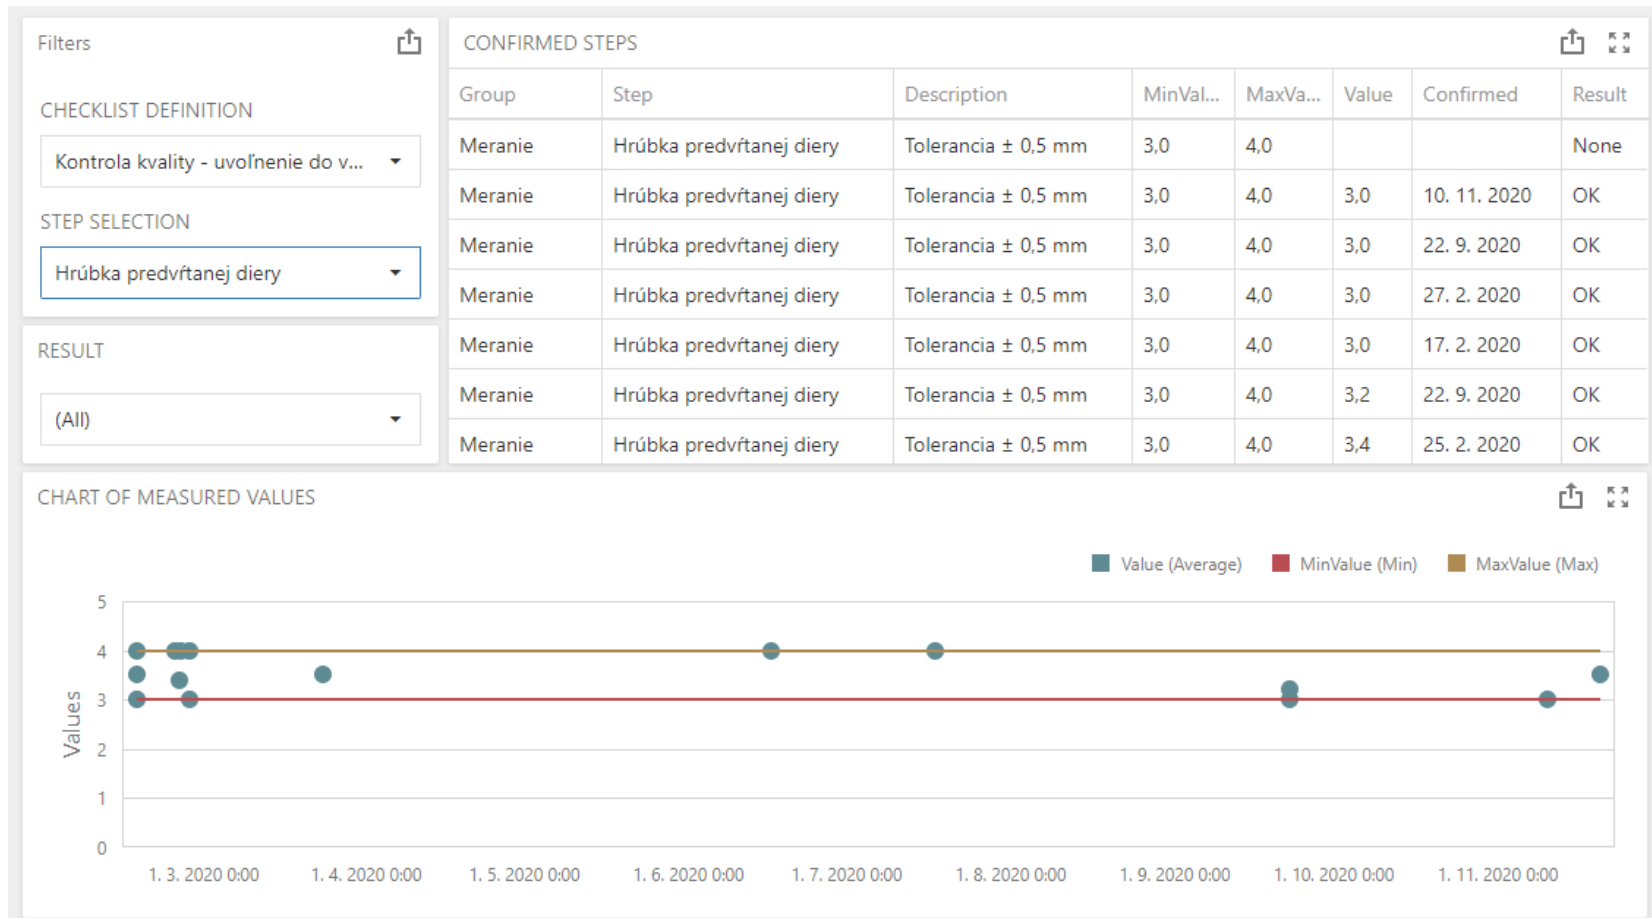 Filters
CHECKLIST DEFINITION
Kontrola kvality - uvoľnenie do v...
STEP SELECTION
Hrúbka predvŕtanej diery
RESULT
(All)
CONFIRMED STEPS
Group Step Description MinVal... MaxVa... Value Confirmed Result
Meranie Hrúbka predvŕtanej diery Tolerancia ± 0,5 mm 3,0 4,0 None
Meranie Hrúbka predvŕtanej diery Tolerancia ± 0,5 mm 3,0 4,0 3,0 10. 11. 2020 OK
Meranie Hrúbka predvŕtanej diery Tolerancia ± 0,5 mm 3,0 4,0 3,0 22. 9. 2020 OK
Meranie Hrúbka predvŕtanej diery Tolerancia ± 0,5 mm 3,0 4,0 3,0 27. 2. 2020 OK
Meranie Hrúbka predvŕtanej diery Tolerancia ± 0,5 mm 3,0 4,0 3,0 17. 2. 2020 OK
Meranie Hrúbka predvŕtanej diery Tolerancia ± 0,5 mm 3,0 4,0 3,2 22. 9. 2020 OK
Meranie Hrúbka predvŕtanej diery Tolerancia ± 0,5 mm 3,0 4,0 3,4 25. 2. 2020 OK
CHART OF MEASURED VALUES
Value (Average) MinValue (Min) MaxValue (Max)
Values
5
4
3
2
1
0
1. 3. 2020 0:00 1. 4. 2020 0:00 1. 5. 2020 0:00 1. 6. 2020 0:00 1. 7. 2020 0:00 1. 8. 2020 0:00 1. 9. 2020 0:00 1. 10. 2020 0:00 1. 11. 2020 0:00